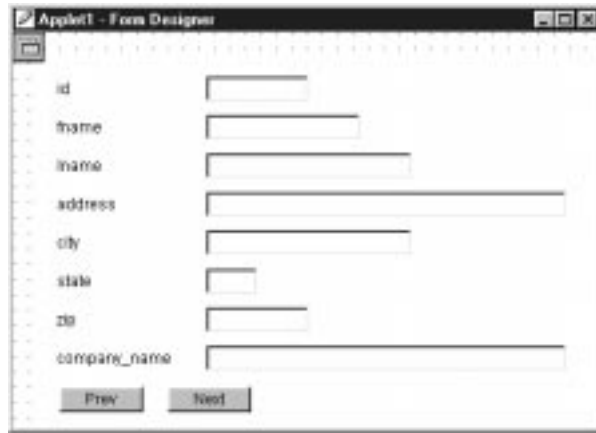 Applet1 - Form Designer
id
fname
lname
address
city
state
zip
company_name
Prev Next